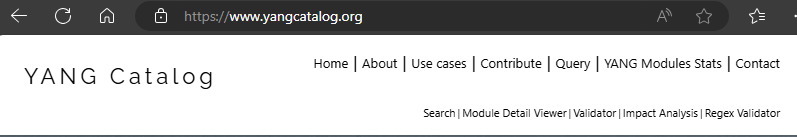 https://www.yangcatalog.org
YANG Catalog
Home | About | Use cases | Contribute | Query | YANG Modules Stats | Contact
Search | Module Detail Viewer | Validator | Impact Analysis | Regex Validator